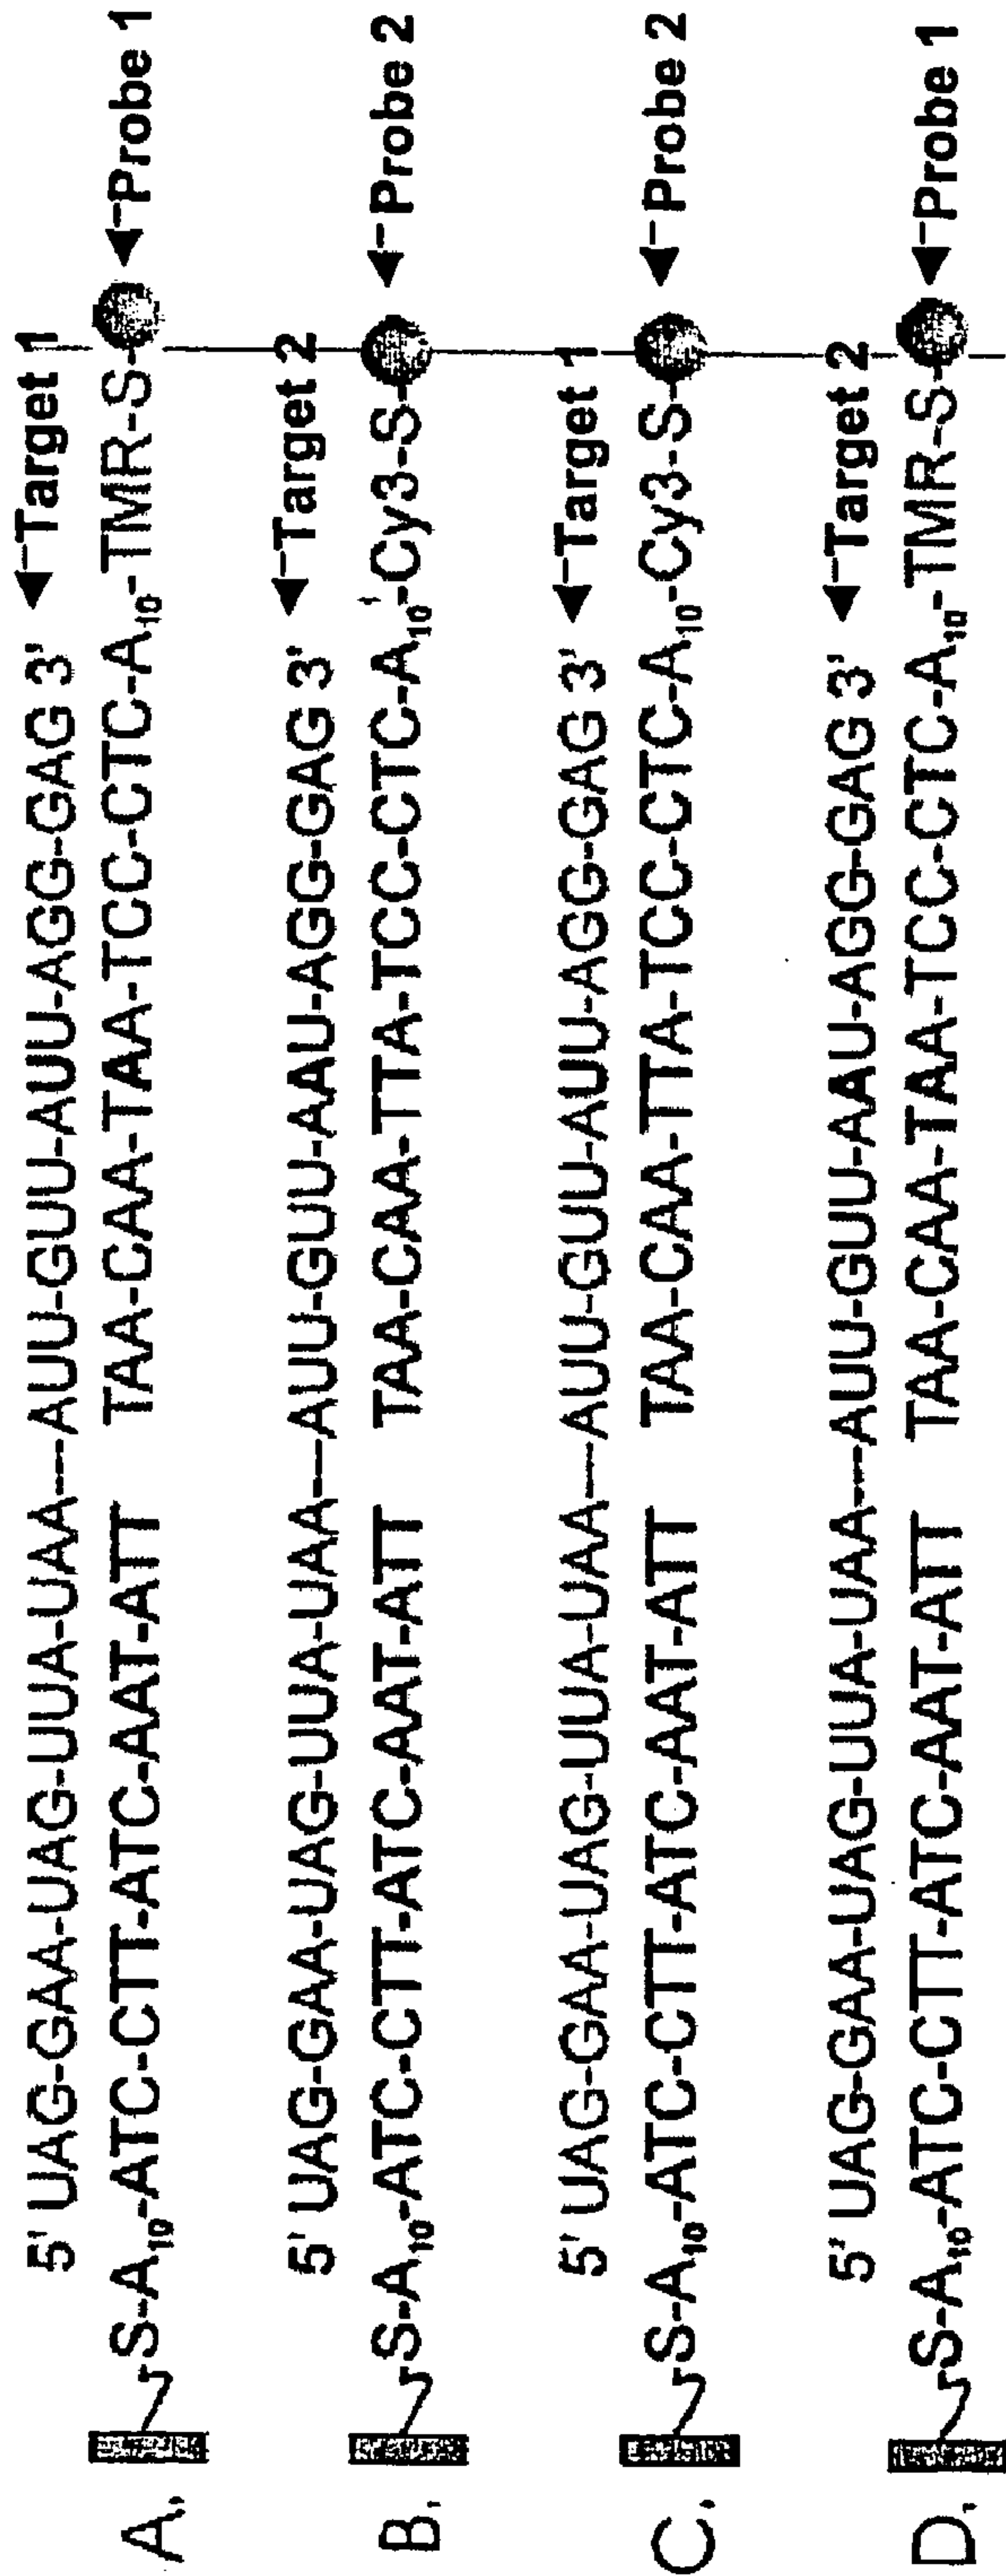 5' UAG-GAA-UAG-UUA-UAA---AUU-GUU-AUU-AGG-GAG 3' Target 1
A, S-A10-ATC-CTT-ATC-AAT-ATT TAA-CAA-TAA-TCC-CTC-A10-TMR-S- Probe 1
5' UAG-GAA-UAG-UUA-UAA---AUU-GUU-AAU-AGG-GAG 3' Target 2
B, S-A10-ATC-CTT-ATC-AAT-ATT TAA-CAA-TTA-TCC-CTC-A10-Cy3-S- Probe 2
5' UAG-GAA-UAG-UUA-UAA---AUU-GUU-AUU-AGG-GAG 3' Target 1
C, S-A10-ATC-CTT-ATC-AAT-ATT TAA-CAA-TTA-TCC-CTC-A10-Cy3-S- Probe 2
5' UAG-GAA-UAG-UUA-UAA---AUU-GUU-AAU-AGG-GAG 3' Target 2
D, S-A10-ATC-CTT-ATC-AAT-ATT TAA-CAA-TAA-TCC-CTC-A10-TMR-S- Probe 1